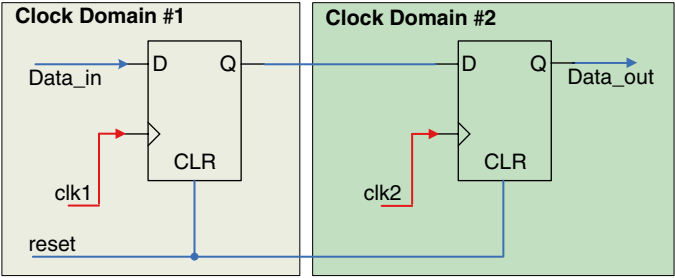 Clock Domain #1
Clock Domain #2
D Q
D Q
Data_in
Data_out
CLR
CLR
clk1
clk2
reset